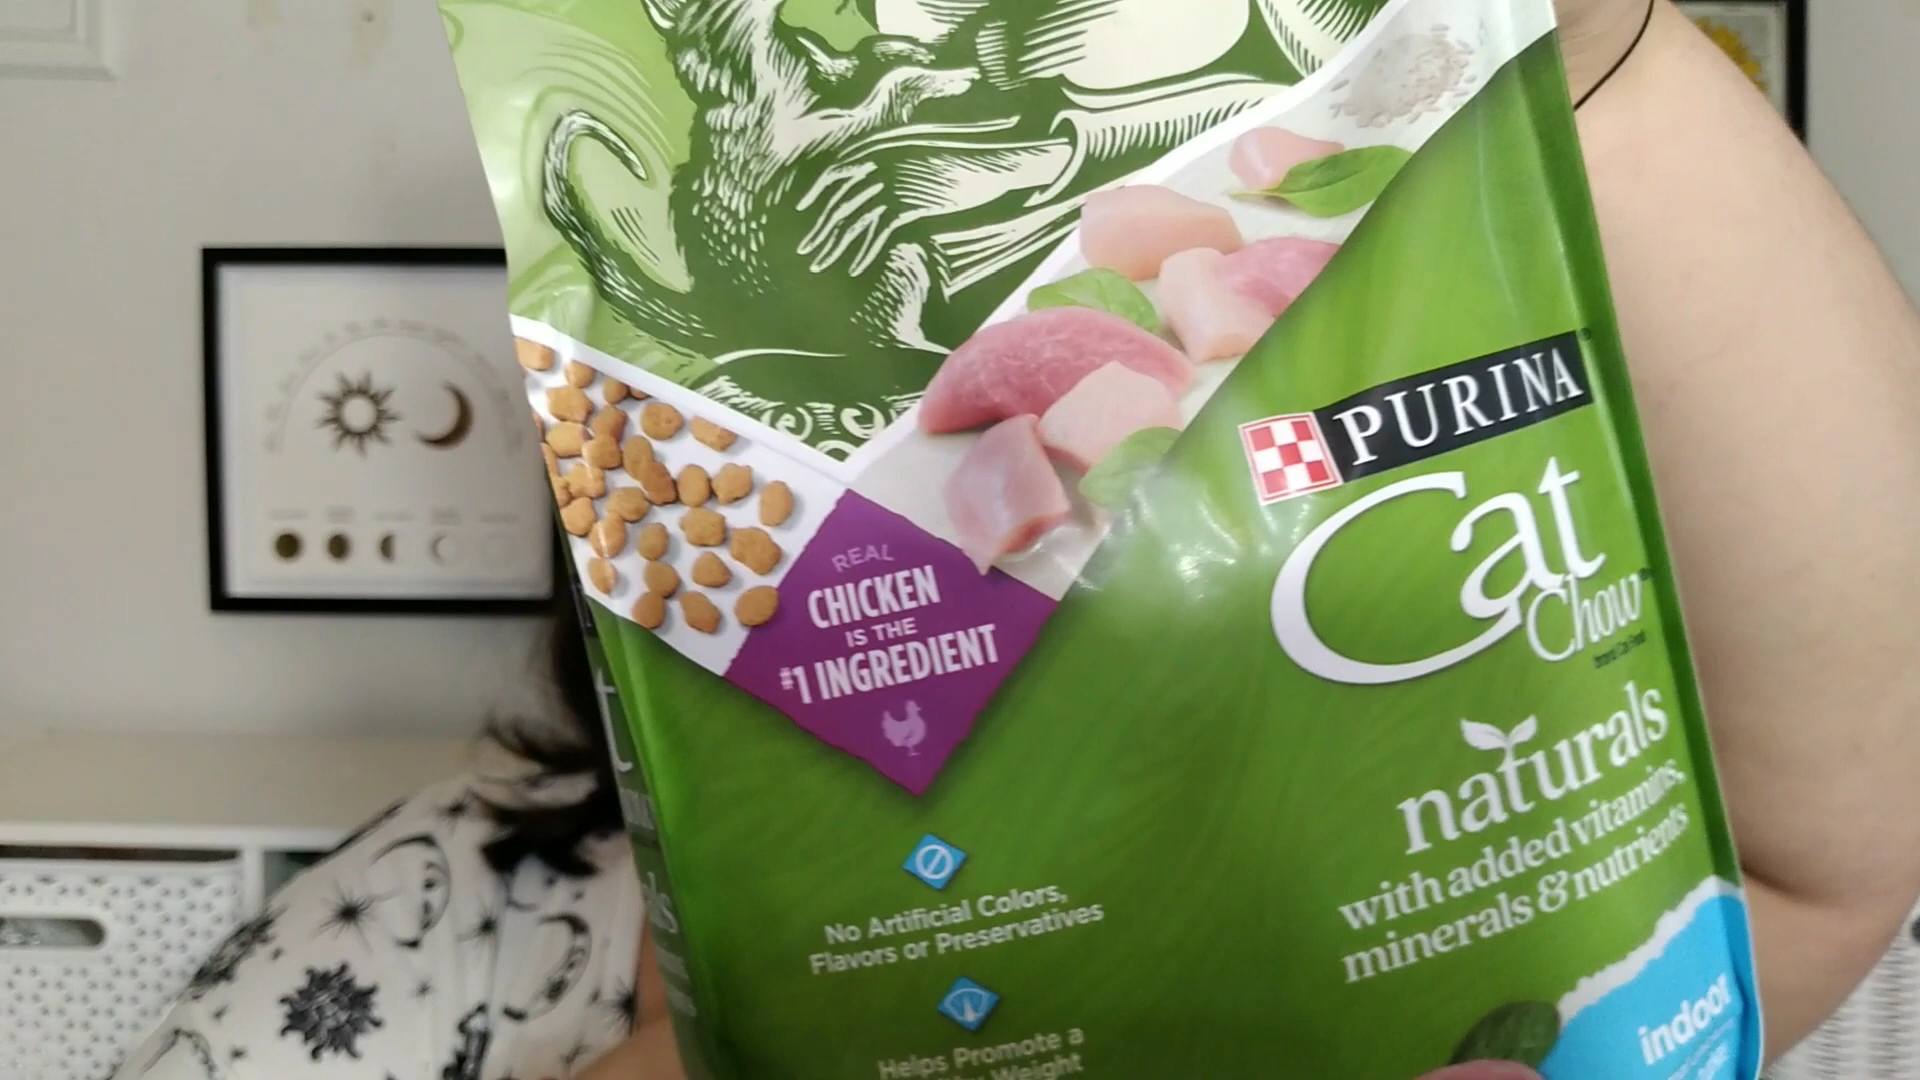 PURINA
Cat
Chow
naturals
with added vitamins,
minerals & nutrients
REAL
CHICKEN
IS THE
#1 INGREDIENT
No Artificial Colors,
Flavors or Preservatives
Helps Promote a
Weight
indoor